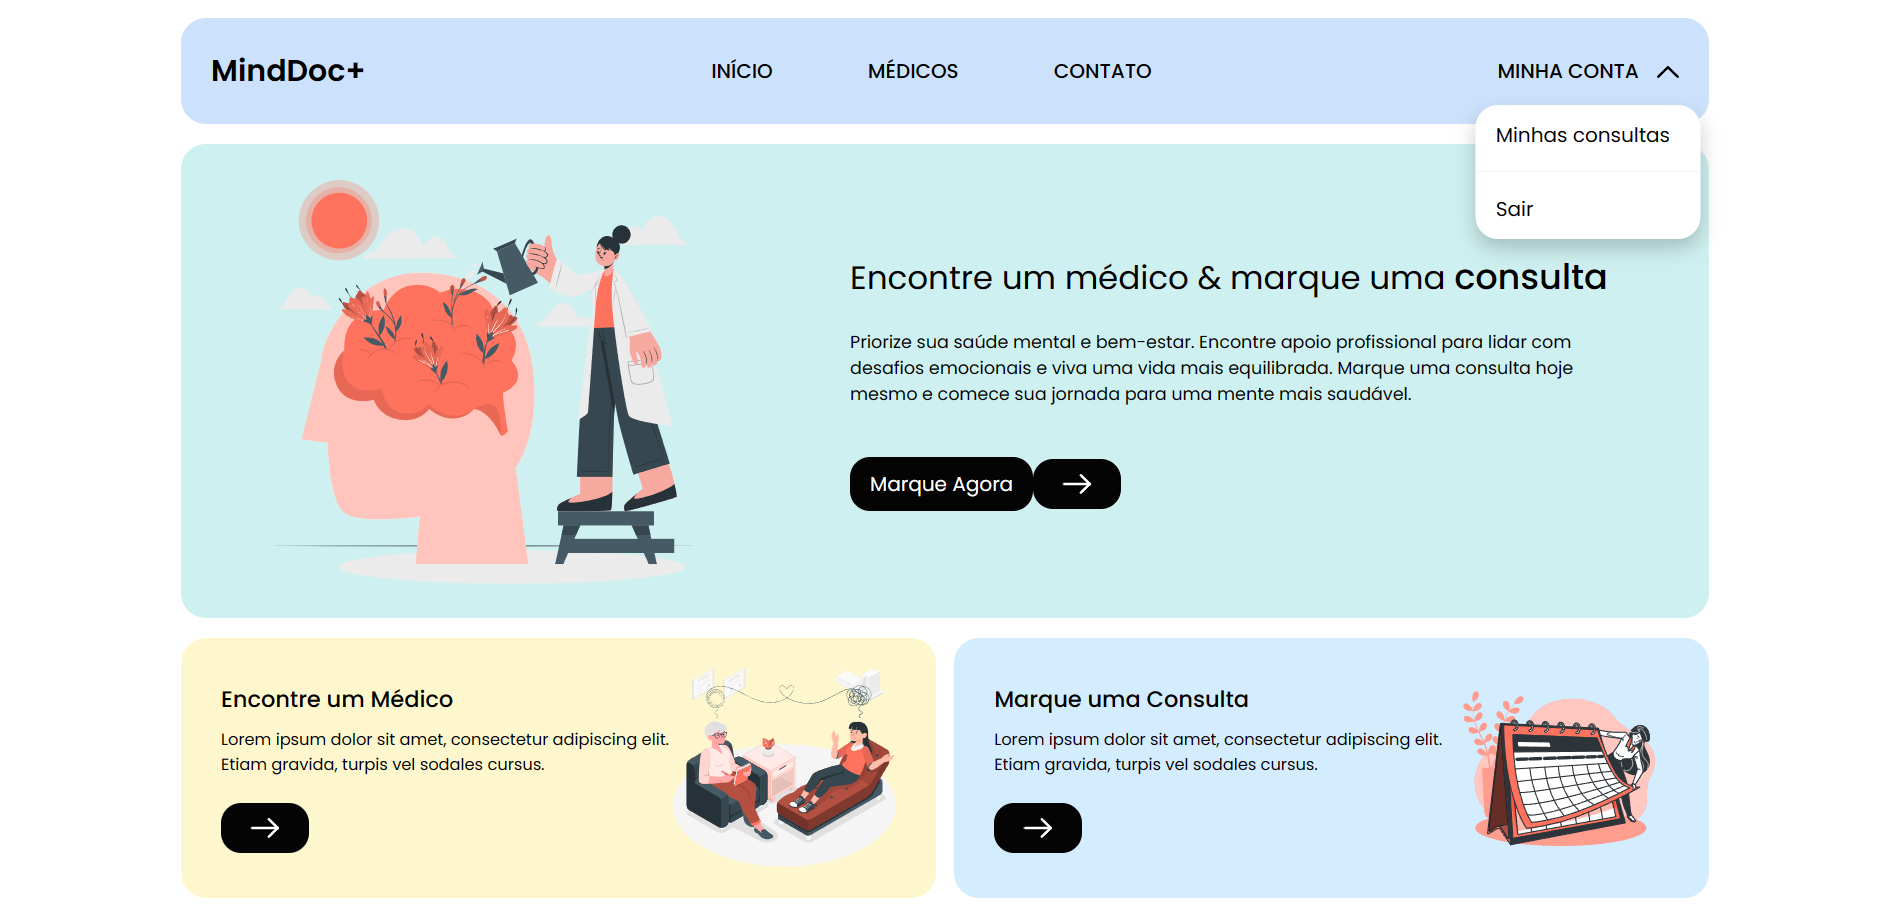 MindDoc+
INÍCIO
MÉDICOS
CONTATO
MINHA CONTA
Minhas consultas
Sair
Encontre um médico & marque uma consulta
Priorize sua saúde mental e bem-estar. Encontre apoio profissional para lidar com
desafios emocionais e viva uma vida mais equilibrada. Marque uma consulta hoje
mesmo e comece sua jornada para uma mente mais saudável.
Marque Agora
Encontre um Médico
Lorem ipsum dolor sit amet, consectetur adipiscing elit.
Etiam gravida, turpis vel sodales cursus.
Marque uma Consulta
Lorem ipsum dolor sit amet, consectetur adipiscing elit.
Etiam gravida, turpis vel sodales cursus.